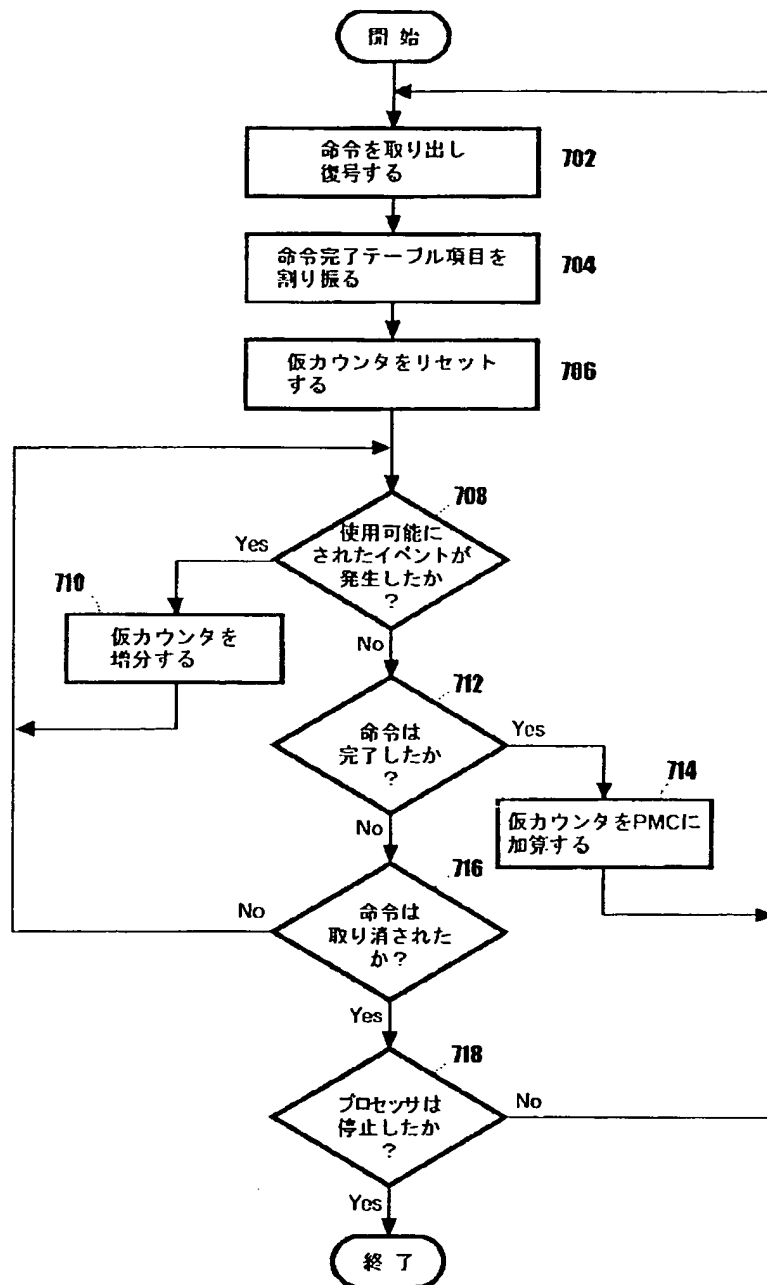 開始
命令を取り出し
復号する
702
命令完了テーブル項目を
割り振る
704
仮カウンタをリセット
する
706
708
使用可能に
されたイベントが
発生したか
?
Yes
No
710
仮カウンタを
増分する
712
命令は
完了したか
?
Yes
No
714
仮カウンタをPMCに
加算する
716
命令は
取り消された
か?
No
Yes
718
プロセッサは
停止したか
?
No
Yes
終了